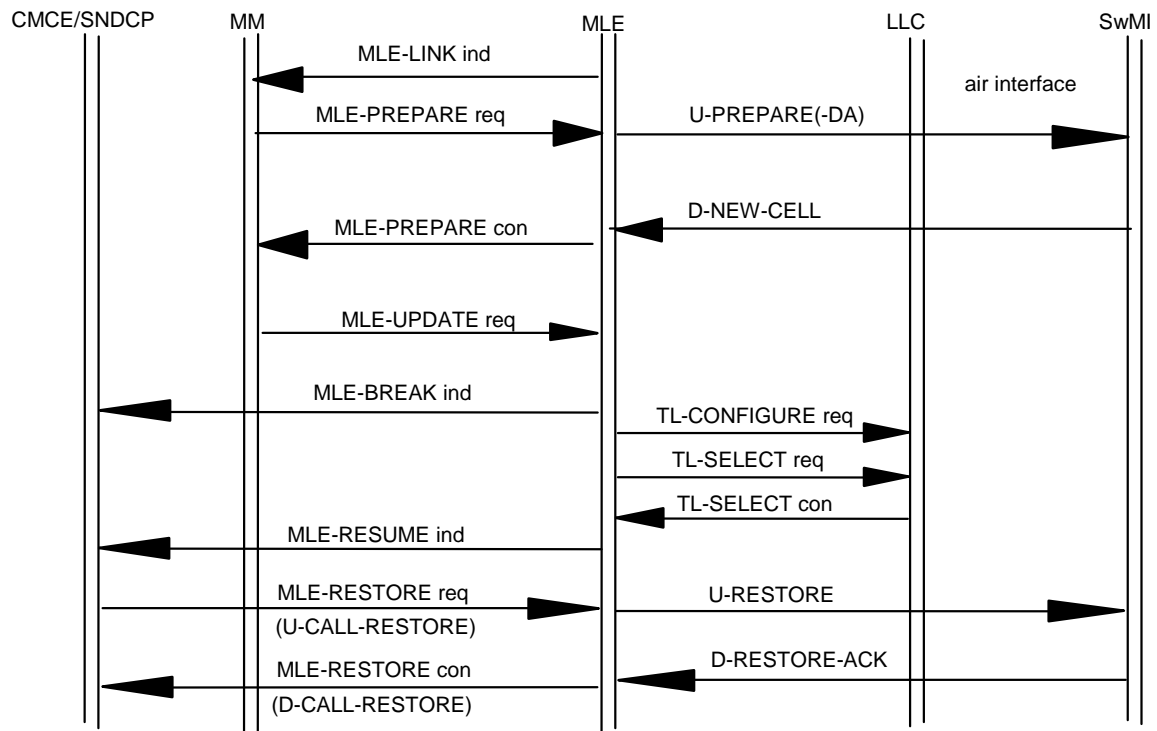 CMCE/SNDCP MM MLE LLC SwMI
MLE-LINK ind
air interface
MLE-PREPARE req U-PREPARE(-DA)
D-NEW-CELL
MLE-PREPARE con
MLE-UPDATE req
MLE-BREAK ind
TL-CONFIGURE req
TL-SELECT req
TL-SELECT con
MLE-RESUME ind
MLE-RESTORE req U-RESTORE
(U-CALL-RESTORE)
D-RESTORE-ACK
MLE-RESTORE con
(D-CALL-RESTORE)